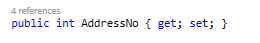 4 references
public int AddressNo { get; set; }